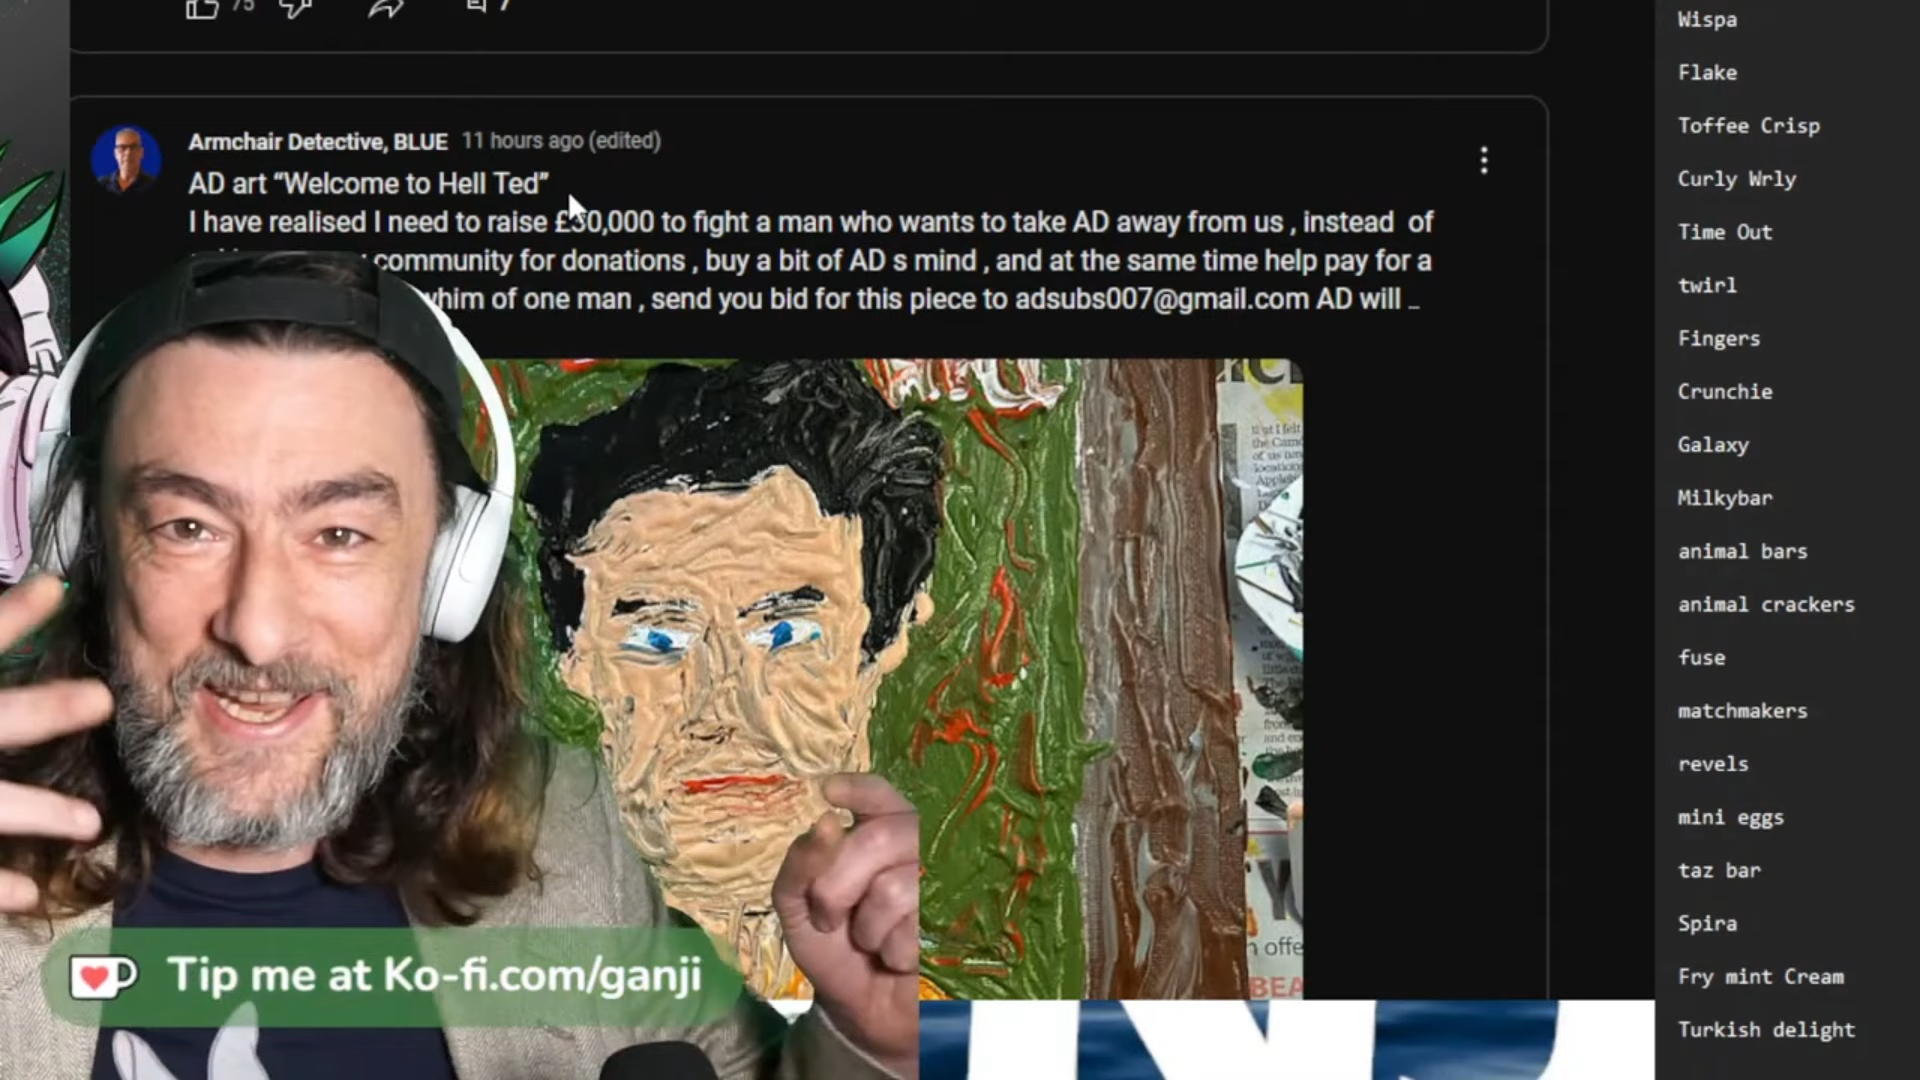 75
7
Armchair Detective, BLUE 11 hours ago (edited)
AD art “Welcome to Hell Ted”
I have realised I need to raise £30,000 to fight a man who wants to take AD away from us , instead of
community for donations , buy a bit of AD s mind , and at the same time help pay for a
whim of one man , send you bid for this piece to adsubs007@gmail.com AD will ..
Tip me at Ko-fi.com/ganji
Wispa
Flake
Toffee Crisp
Curly Wrly
Time Out
twirl
Fingers
Crunchie
Galaxy
Milkybar
animal bars
animal crackers
fuse
matchmakers
revels
mini eggs
taz bar
Spira
Fry mint Cream
Turkish delight